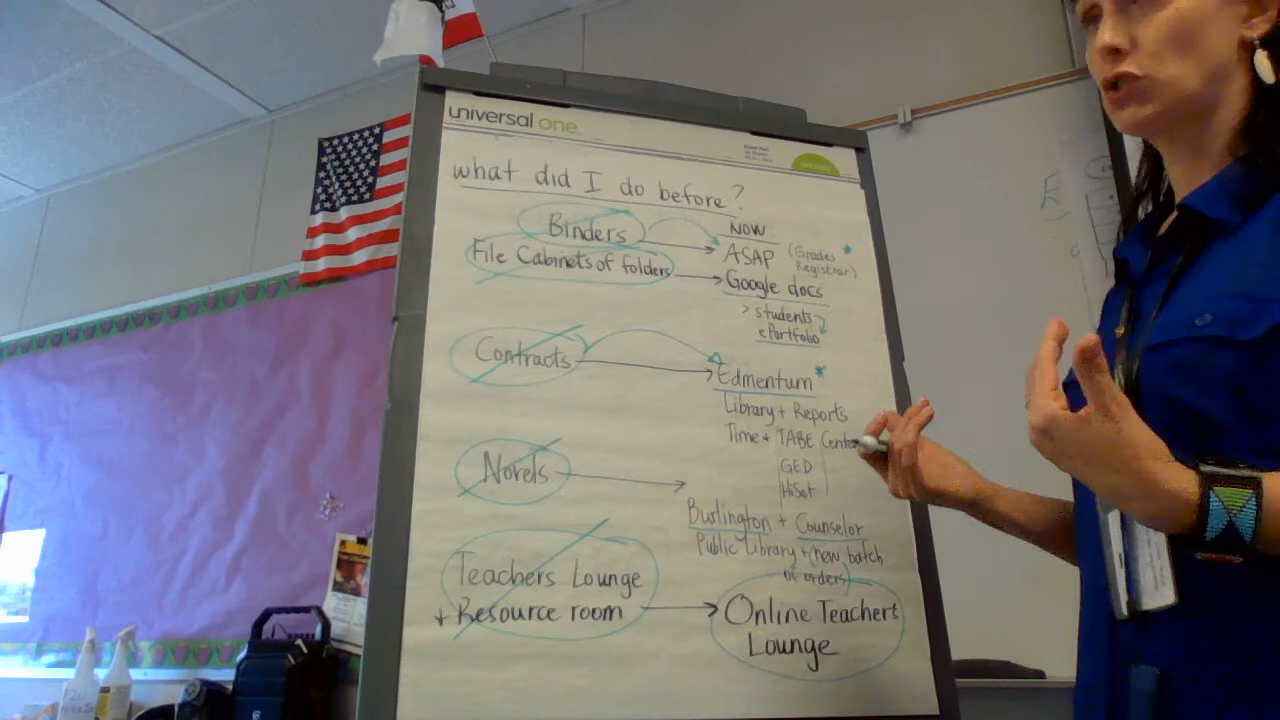 universal one.
what did I do before?
Binders
NOW
ASAP (Grades
Registrar)
File Cabinets of folders
Google docs
> students
ePortfolio
Contracts
Edmentum
Library + Reports
Time + TABE Center
GED
HiSet
Novels
Burlington + Counselor
Public Library + (new batch
of orders)
Teachers Lounge
+ Resource room
Online Teachers
Lounge